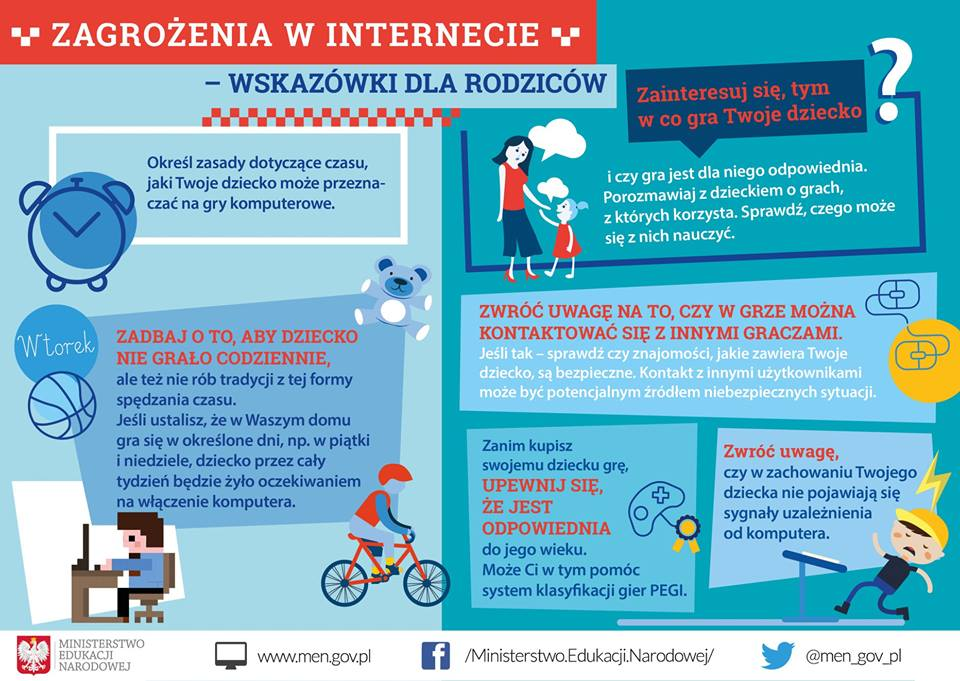 ZAGROŻENIA W INTERNECIE
– WSKAZÓWKI DLA RODZICÓW
Określ zasady dotyczące czasu,
jaki Twoje dziecko może przezna-
czać na gry komputerowe.
Wtorek
ZADBAJ O TO, ABY DZIECKO
NIE GRAŁO CODZIENNIE,
ale też nie rób tradycji z tej formy
spędzania czasu.
Jeśli ustalisz, że w Waszym domu
gra się w określone dni, np. w piątki
i niedziele, dziecko przez cały
tydzień będzie żyło oczekiwaniem
na włączenie komputera.
Zainteresuj się, tym
w co gra Twoje dziecko
?
i czy gra jest dla niego odpowiednia.
Porozmawiaj z dzieckiem o grach,
z których korzysta. Sprawdź, czego może
się z nich nauczyć.
ZWRÓĆ UWAGĘ NA TO, CZY W GRZE MOŻNA
KONTAKTOWAĆ SIĘ Z INNYMI GRACZAMI.
Jeśli tak – sprawdź czy znajomości, jakie zawiera Twoje
dziecko, są bezpieczne. Kontakt z innymi użytkownikami
może być potencjalnym źródłem niebezpiecznych sytuacji.
Zanim kupisz
swojemu dziecku grę,
UPEWNIJ SIĘ,
ŻE JEST
ODPOWIEDNIA
do jego wieku.
Może Ci w tym pomóc
system klasyfikacji gier PEGI.
Zwróć uwagę,
czy w zachowaniu Twojego
dziecka nie pojawiają się
sygnały uzależnienia
od komputera.
MINISTERSTWO
EDUKACJI
NARODOWEJ
www.men.gov.pl
/Ministerstwo.Edukacji.Narodowej/
@men_gov_pl